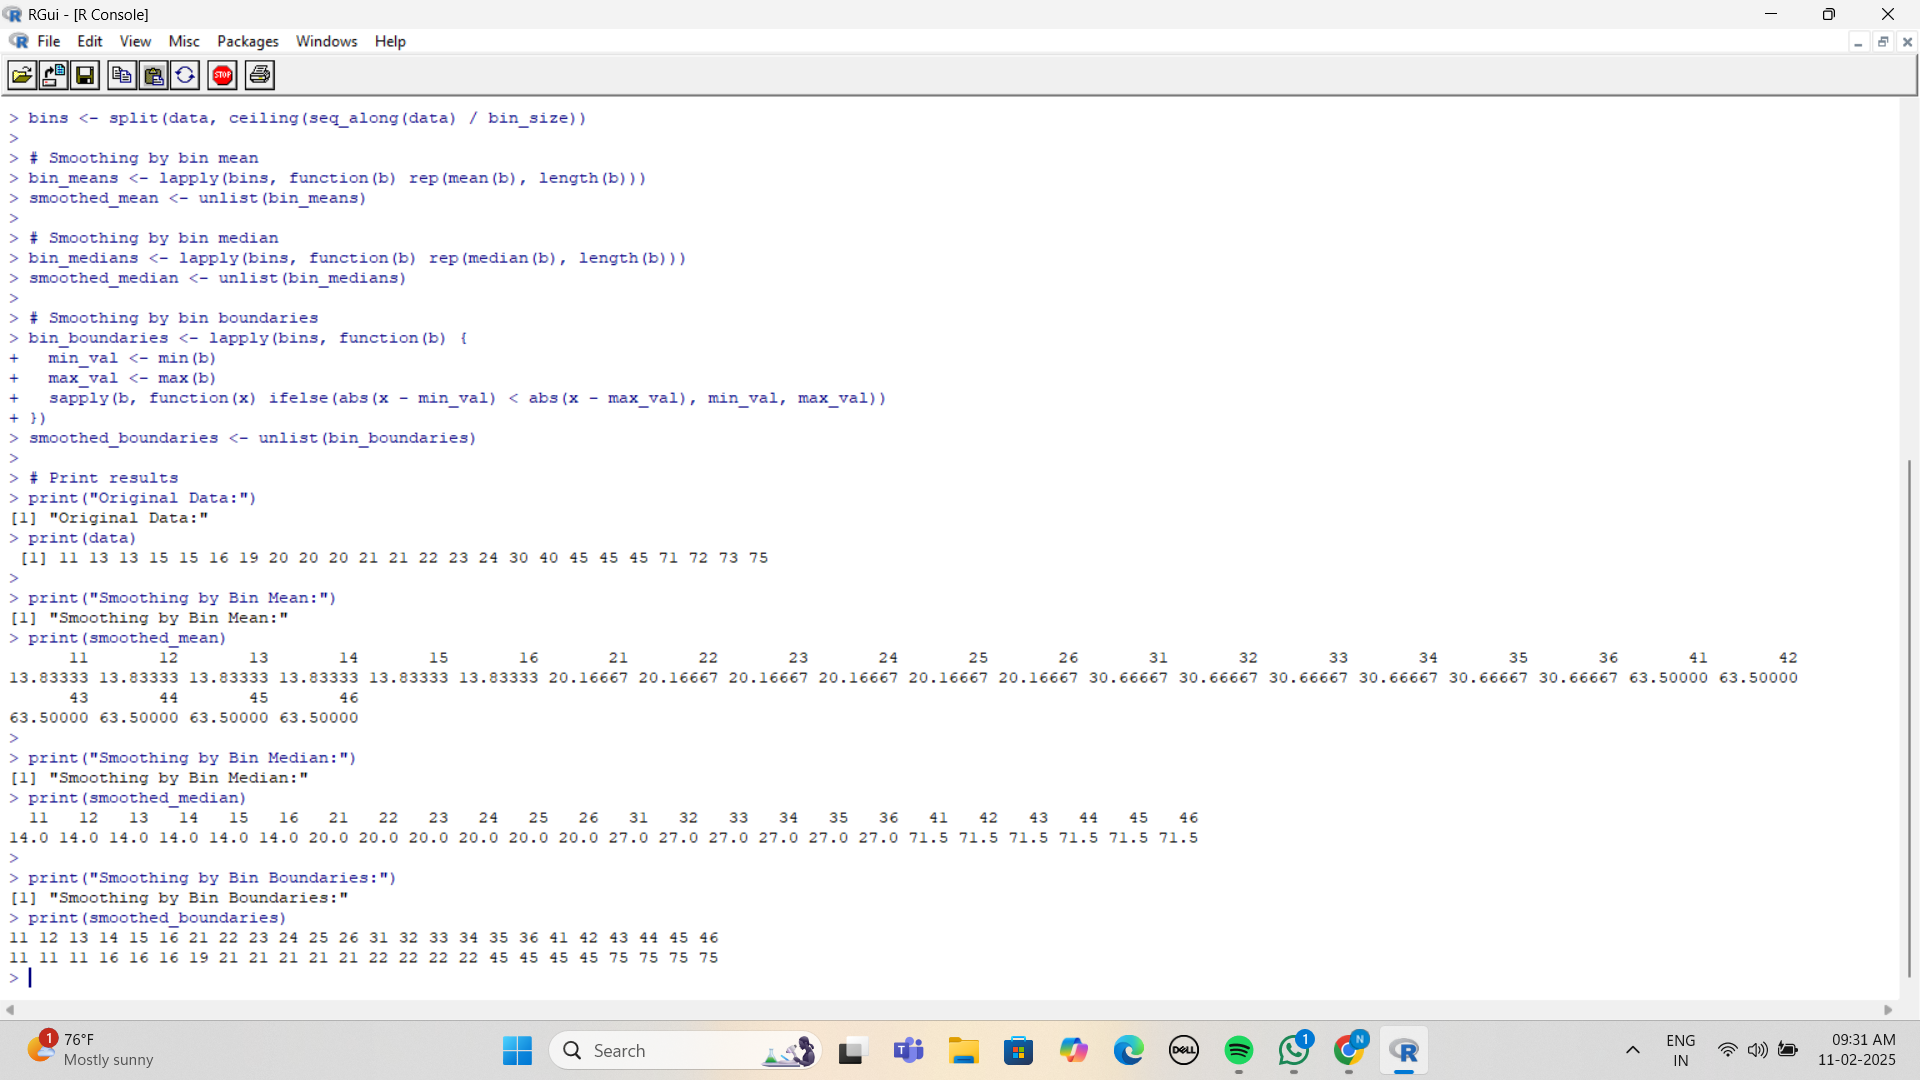 RGui - [R Console]
File Edit View Misc Packages Windows Help
STOP
> bins <- split(data, ceiling(seq_along(data) / bin_size))
>
> # Smoothing by bin mean
> bin_means <- lapply(bins, function(b) rep(mean(b), length(b)))
> smoothed_mean <- unlist(bin_means)
>
> # Smoothing by bin median
> bin_medians <- lapply(bins, function(b) rep(median(b), length(b)))
> smoothed_median <- unlist(bin_medians)
>
> # Smoothing by bin boundaries
> bin_boundaries <- lapply(bins, function(b) {
+   min_val <- min(b)
+   max_val <- max(b)
+   sapply(b, function(x) ifelse(abs(x - min_val) < abs(x - max_val), min_val, max_val))
+ })
> smoothed_boundaries <- unlist(bin_boundaries)
>
> # Print results
> print("Original Data:")
[1] "Original Data:"
> print(data)
 [1] 11 13 13 15 15 16 19 20 20 20 21 21 22 23 24 30 40 45 45 45 71 72 73 75
>
> print("Smoothing by Bin Mean:")
[1] "Smoothing by Bin Mean:"
> print(smoothed_mean)
      11       12       13       14       15       16       21       22       23       24       25       26       31       32       33       34       35       36       41       42
13.83333 13.83333 13.83333 13.83333 13.83333 13.83333 20.16667 20.16667 20.16667 20.16667 20.16667 20.16667 30.66667 30.66667 30.66667 30.66667 30.66667 30.66667 63.50000 63.50000
      43       44       45       46
63.50000 63.50000 63.50000 63.50000
>
> print("Smoothing by Bin Median:")
[1] "Smoothing by Bin Median:"
> print(smoothed_median)
  11   12   13   14   15   16   21   22   23   24   25   26   31   32   33   34   35   36   41   42   43   44   45   46
14.0 14.0 14.0 14.0 14.0 14.0 20.0 20.0 20.0 20.0 20.0 20.0 27.0 27.0 27.0 27.0 27.0 27.0 71.5 71.5 71.5 71.5 71.5 71.5
>
> print("Smoothing by Bin Boundaries:")
[1] "Smoothing by Bin Boundaries:"
> print(smoothed_boundaries)
11 12 13 14 15 16 21 22 23 24 25 26 31 32 33 34 35 36 41 42 43 44 45 46
11 11 11 16 16 16 19 21 21 21 21 21 22 22 22 22 45 45 45 45 75 75 75 75
>
1 76°F
Mostly sunny
Search
DELL
1
N
ENG
IN
09:31 AM
11-02-2025